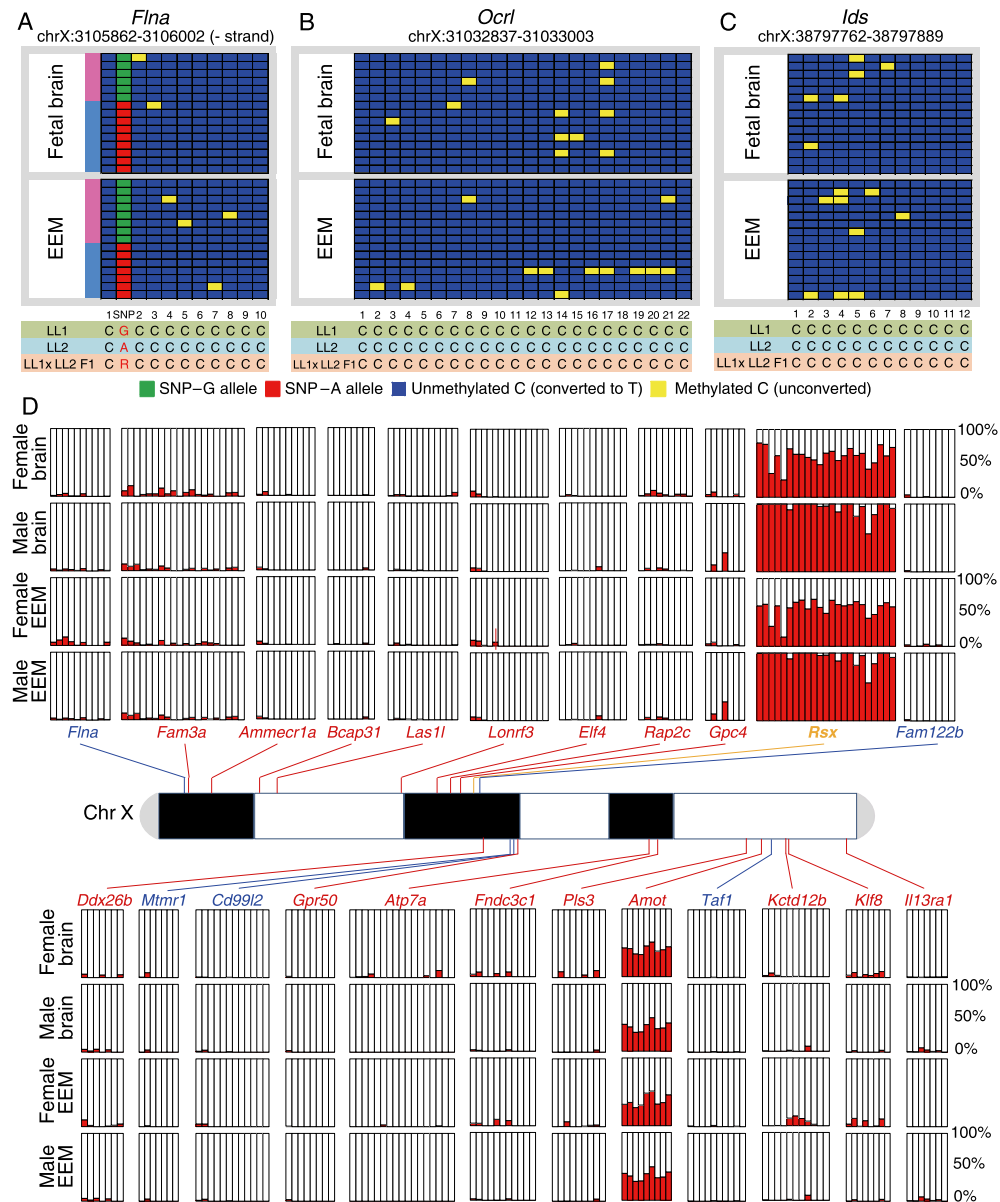 A Flna
chrX:3105862-3106002 (- strand)
B Ocrl
chrX:31032837-31033003
C Ids
chrX:38797762-38797889
Fetal brain
EEM
Fetal brain
EEM
Fetal brain
EEM
1 SNP 2 3 4 5 6 7 8 9 10
LL1 C G C C C C C C C C C
LL2 C A C C C C C C C C C
LL1x LL2 F1 C R C C C C C C C C C
1 2 3 4 5 6 7 8 9 10 11 12 13 14 15 16 17 18 19 20 21 22
LL1 C C C C C C C C C C C C C C C C C C C C C C
LL2 C C C C C C C C C C C C C C C C C C C C C C
LL1x LL2 F1 C C C C C C C C C C C C C C C C C C C C C C
1 2 3 4 5 6 7 8 9 10 11 12
LL1 C C C C C C C C C C C C
LL2 C C C C C C C C C C C C
LL1x LL2 F1 C C C C C C C C C C C C
SNP–G allele SNP–A allele Unmethylated C (converted to T) Methylated C (unconverted)
D
Female brain
100%
50%
0%
Male brain
Female EEM
100%
50%
0%
Male EEM
Flna Fam3a Ammecr1a Bcap31 Las1l Lonrf3 Elf4 Rap2c Gpc4 Rsx Fam122b
Chr X
Ddx26b Mtmr1 Cd99l2 Gpr50 Atp7a Fndc3c1 Pls3 Amot Taf1 Kctd12b Klf8 Il13ra1
Female brain
Male brain
100%
50%
0%
Female EEM
Male EEM
100%
50%
0%